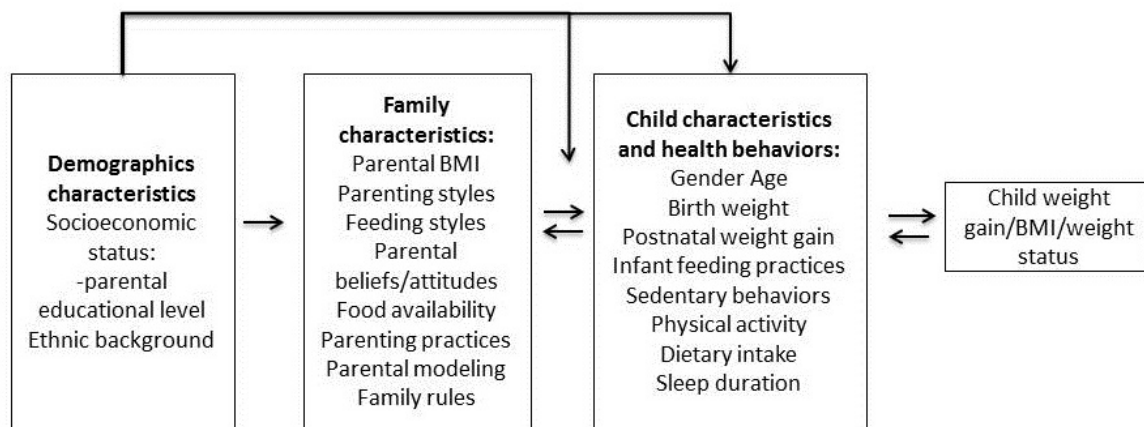 Demographics
characteristics
Socioeconomic
status:
-parental
educational level
Ethnic background
Family
characteristics:
Parental BMI
Parenting styles
Feeding styles
Parental
beliefs/attitudes
Food availability
Parenting practices
Parental modeling
Family rules
Child characteristics
and health behaviors:
Gender Age
Birth weight
Postnatal weight gain
Infant feeding practices
Sedentary behaviors
Physical activity
Dietary intake
Sleep duration
Child weight
gain/BMI/weight
status